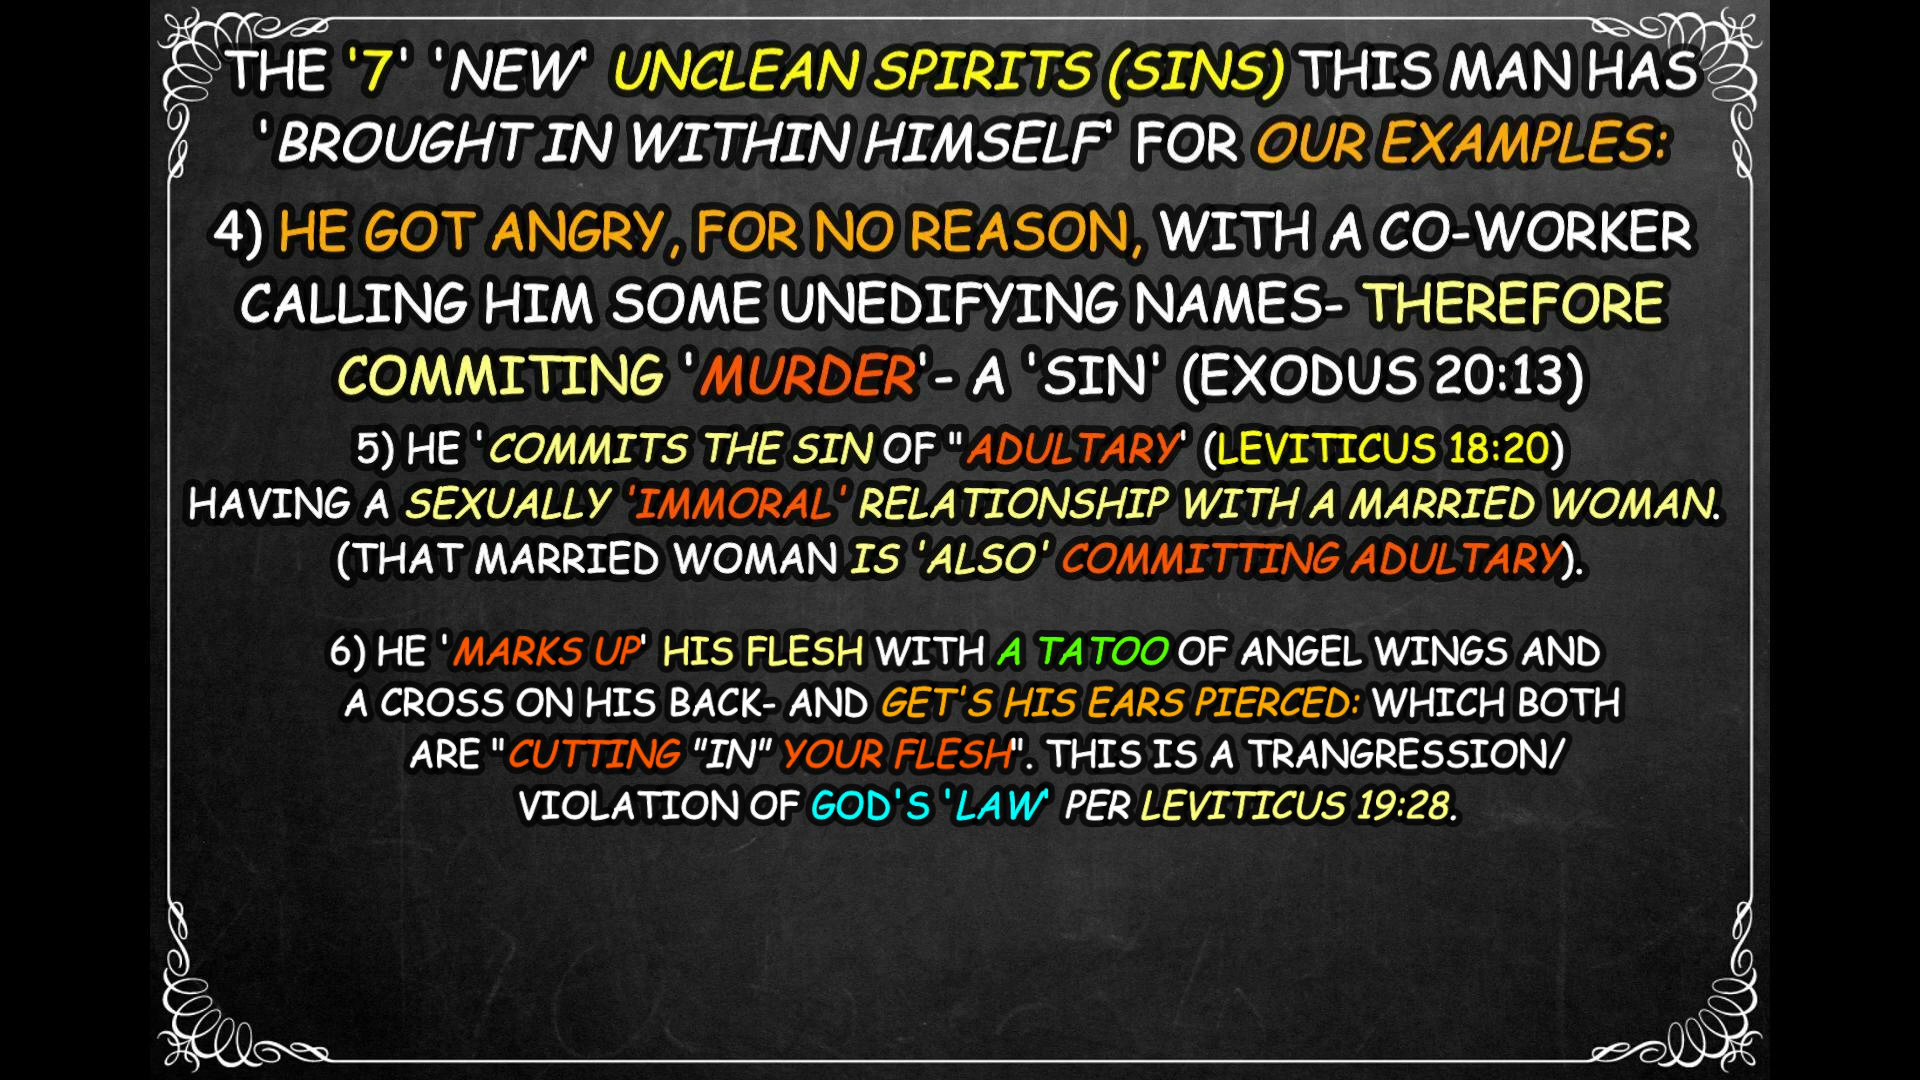 THE '7' 'NEW' UNCLEAN SPIRITS (SINS) THIS MAN HAS
'BROUGHT IN WITHIN HIMSELF' FOR OUR EXAMPLES:
4) HE GOT ANGRY, FOR NO REASON, WITH A CO-WORKER
CALLING HIM SOME UNEDIFYING NAMES- THEREFORE
COMMITING 'MURDER'- A 'SIN' (EXODUS 20:13)
5) HE 'COMMITS THE SIN OF "ADULTARY' (LEVITICUS 18:20)
HAVING A SEXUALLY 'IMMORAL' RELATIONSHIP WITH A MARRIED WOMAN.
(THAT MARRIED WOMAN IS 'ALSO' COMMITTING ADULTARY).
6) HE 'MARKS UP' HIS FLESH WITH A TATOO OF ANGEL WINGS AND
A CROSS ON HIS BACK- AND GET'S HIS EARS PIERCED: WHICH BOTH
ARE "CUTTING "IN" YOUR FLESH". THIS IS A TRANGRESSION/
VIOLATION OF GOD'S 'LAW' PER LEVITICUS 19:28.